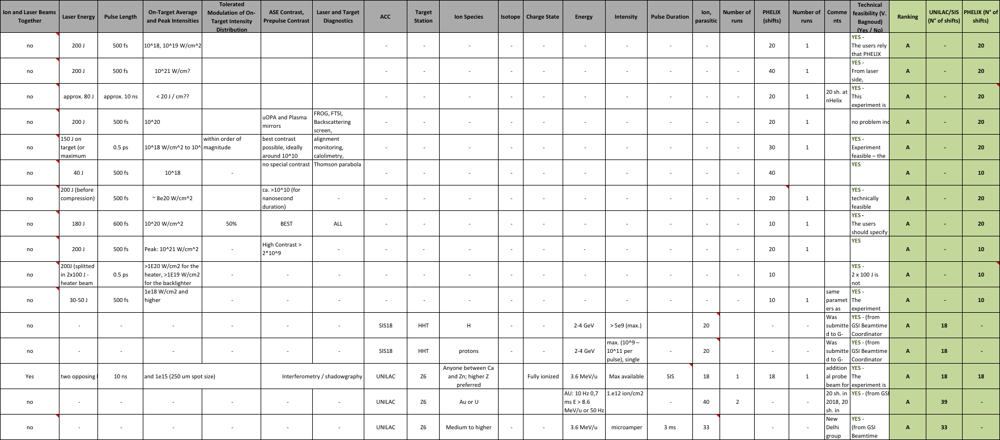 Ion and Laser Beams Together | Laser Energy | Pulse Length | On-Target Average and Peak Intensities | Tolerated Modulation of On-Target Intensity Distribution | ASE Contrast, Prepulse Contrast | Laser and Target Diagnostics | ACC | Target Station | Ion Species | Isotope | Charge State | Energy | Intensity | Pulse Duration | Ion, parasitic | Number of runs | PHELIX (shifts) | Number of runs | Comme nts | Technical feasibility (V. Bagnoud) (Yes / No) | Ranking | UNILAC/SIS (N° of shifts) | PHELIX (N° of shifts)
no | 200 J | 500 fs | 10^18, 10^19 W/cm^2 | | | | - | - | - | - | - | - | - | - | - | - | 20 | 1 | | YES - The users rely that PHELIX | A | - | 20
no | 200 J | 500 fs | 10^21 W/cm? | | | | - | - | - | - | - | - | - | - | - | - | 40 | 1 | | YES - From laser side, | A | - | 20
no | approx. 80 J | approx. 10 ns | < 20 J / cm?? | | | | - | - | - | - | - | - | - | - | - | - | 20 | 1 | 20 sh. at nHelix | YES - This experiment is | A | - | 20
no | 200 J | 500 fs | 10^20 | | uOPA and Plasma mirrors | FROG, FTSI, Backscattering screen, | - | - | - | - | - | - | - | - | - | - | 20 | 1 | | no problem ind | A | - | 20
no | 150 J on target (or maximum | 0.5 ps | 10^18 W/cm^2 to 10^ | within order of magnitude | best contrast possible, ideally around 10^10 | alignment monitoring, calolimetry, | - | - | - | - | - | - | - | - | - | - | 30 | 1 | | YES - Experiment feasible – the | A | - | 20
no | 40 J | 500 fs | 10^18 | - | no special contrast | Thomson parabola | - | - | - | - | - | - | - | - | - | - | 40 | | | YES | A | - | 10
no | 200 J (before compression) | 500 fs | ~ 8e20 W/cm^2 | | ca. >10^10 (for nanosecond duration) | - | - | - | - | - | - | - | - | - | - | - | 20 | 1 | | YES - technically feasible | A | - | 20
no | 180 J | 600 fs | 10^20 W/cm^2 | 50% | BEST | ALL | - | - | - | - | - | - | - | - | - | - | 10 | 1 | | YES - The users should specify | A | - | 20
no | 200 J | 500 fs | Peak: 10^21 W/cm^2 | - | High Contrast > 2*10^9 | - | - | - | - | - | - | - | - | - | - | - | 20 | 1 | | YES | A | - | 10
no | 200J (splitted in 2x100 J - heater beam | 0.5 ps | >1E20 W/cm2 for the heater, >1E19 W/cm2 for the backlighter | - | - | - | - | - | - | - | - | - | - | - | - | - | 10 | | | YES - 2 x 100 J is not | A | - | 10
no | 30-50 J | 500 fs | 1e18 W/cm2 and higher | - | - | - | - | - | - | - | - | - | - | - | - | - | 10 | 1 | same paramet ers as | YES - The experiment | A | - | 10
no | - | - | - | - | - | - | SIS18 | HHT | H | - | - | 2-4 GeV | > 5e9 (max.) | | 20 | | - | - | Was submitte d to G- | YES - (from GSI Beamtime Coordinator | A | 18 | -
no | - | - | - | - | - | - | SIS18 | HHT | protons | - | - | 2-4 GeV | max. (10^9 – 10^11 per pulse), single | - | 20 | | - | - | Was submitte d to G- | YES - (from GSI Beamtime Coordinator | A | 18 | -
Yes | two opposing | 10 ns | and 1e15 (250 um spot size) | | Interferometry / shadowgraphy | UNILAC | Z6 | Anyone between Ca and Zn; higher Z preferred | | Fully ionized | 3.6 MeV/u | Max available | SIS | 18 | 1 | 18 | 1 | addition al probe beam for | YES - The experiment is | A | 18 | 18
no | - | - | - | - | - | - | UNILAC | Z6 | Au or U | | | AU: 10 Hz 0,7 ms E > 8.6 MeV/u or 50 Hz | 1.e12 ion/cm2 | - | 40 | 2 | - | - | 20 sh. in 2018, 20 sh. in | YES - (from GSI | A | 39 | -
no | - | - | - | - | - | - | UNILAC | Z6 | Medium to higher | - | - | 3.6 MeV/u | microamper | 3 ms | 33 | | - | - | New Delhi group | YES - (from GSI Beamtime | A | 33 | -